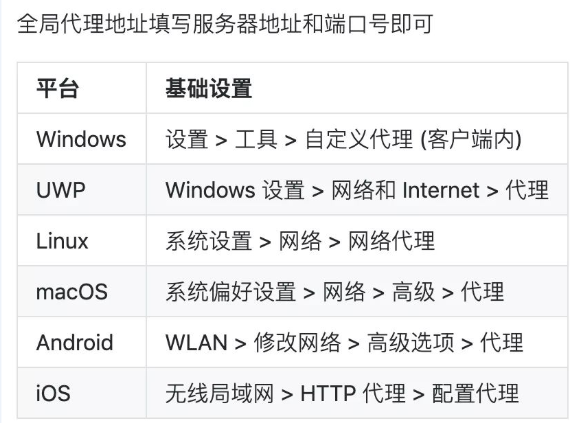 全局代理地址填写服务器地址和端口号即可
平台 基础设置
Windows 设置 > 工具 > 自定义代理 (客户端内)
UWP Windows 设置 > 网络和 Internet > 代理
Linux 系统设置 > 网络 > 网络代理
macOS 系统偏好设置 > 网络 > 高级 > 代理
Android WLAN > 修改网络 > 高级选项 > 代理
iOS 无线局域网 > HTTP 代理 > 配置代理